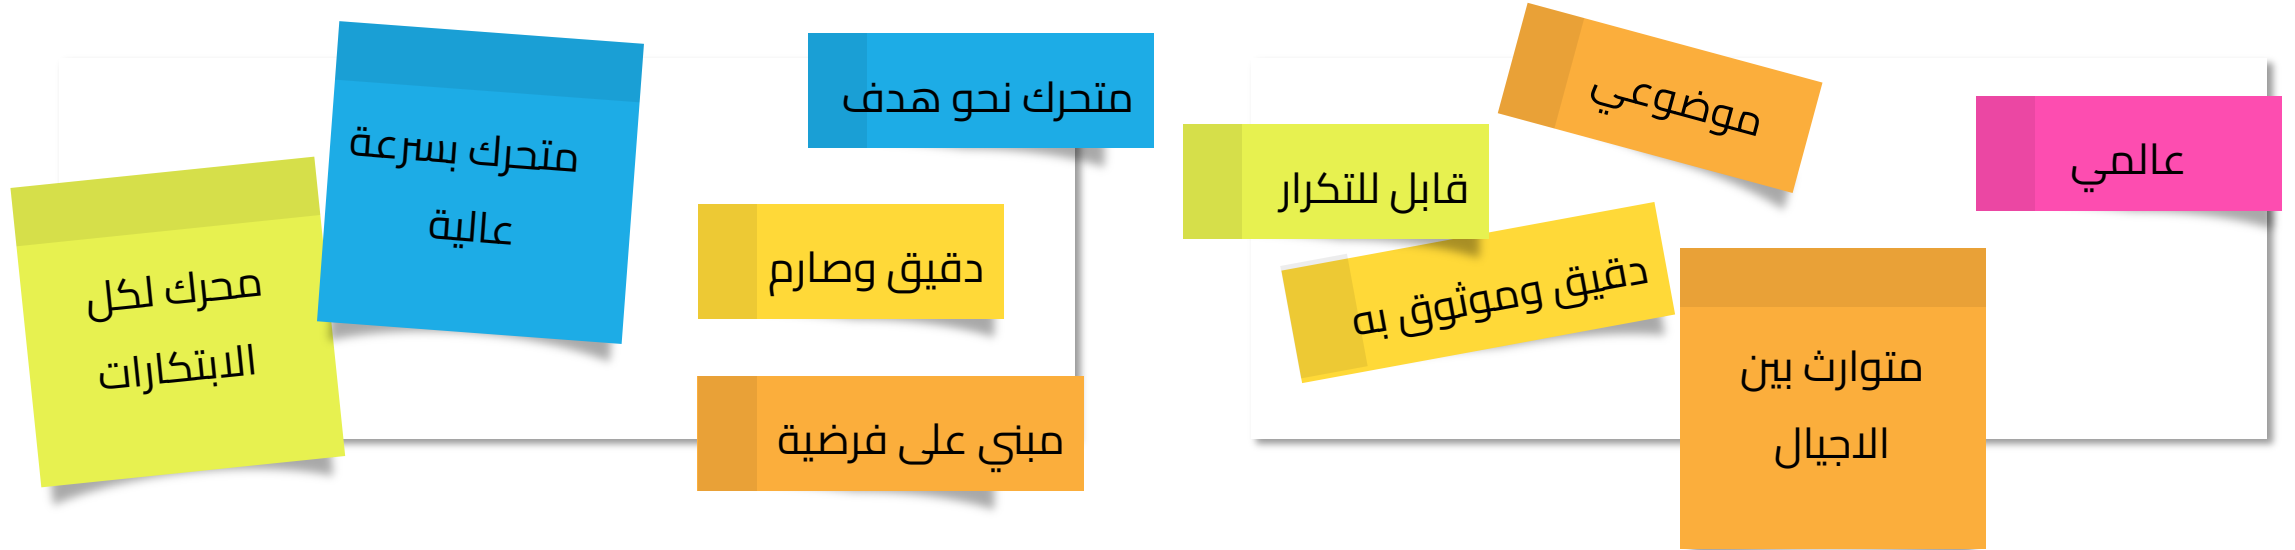 عالمي
موضوعي
قابل للتكرار
دقيق وموثوق به
متوارث بين
الاجيال
متحرك نحو هدف
دقيق وصارم
مبني على فرضية
متحرك بسرعة
عالية
محرك لكل
الابتكارات